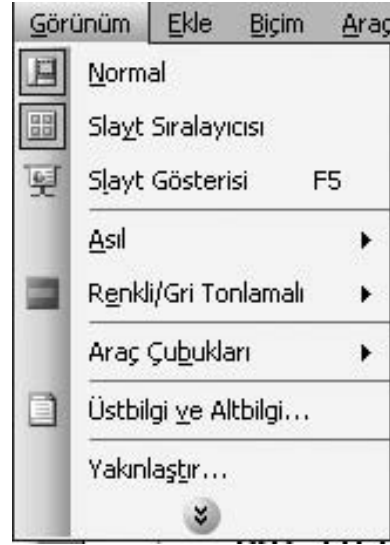 Görünüm Ekle Biçim Araç
Normal
Slayt Sıralayıcısı
Slayt Gösterisi F5
Asıl
Renkli/Gri Tonlamalı
Araç Çubukları
Üstbilgi ve Altbilgi...
Yakınlaştır...